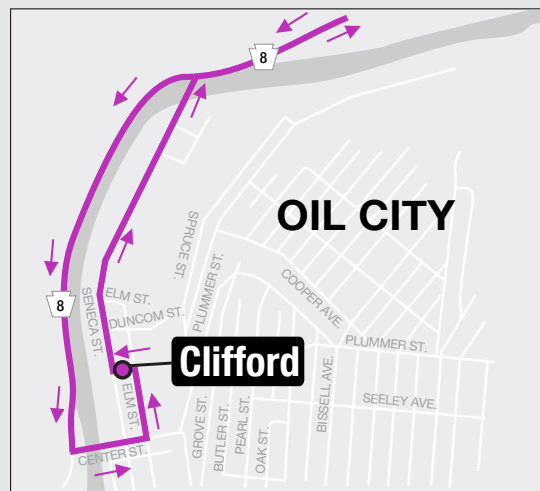 8
SPRUCE ST.
OIL CITY
PLUMMER ST.
COOPER AVE.
8
SENECA ST.
ELM ST.
DUNCOM ST.
PLUMMER ST.
Clifford
BISSELL AVE.
ELM ST.
SEELEY AVE.
GROVE ST.
BUTLER ST.
PEARL ST.
OAK ST.
CENTER ST.